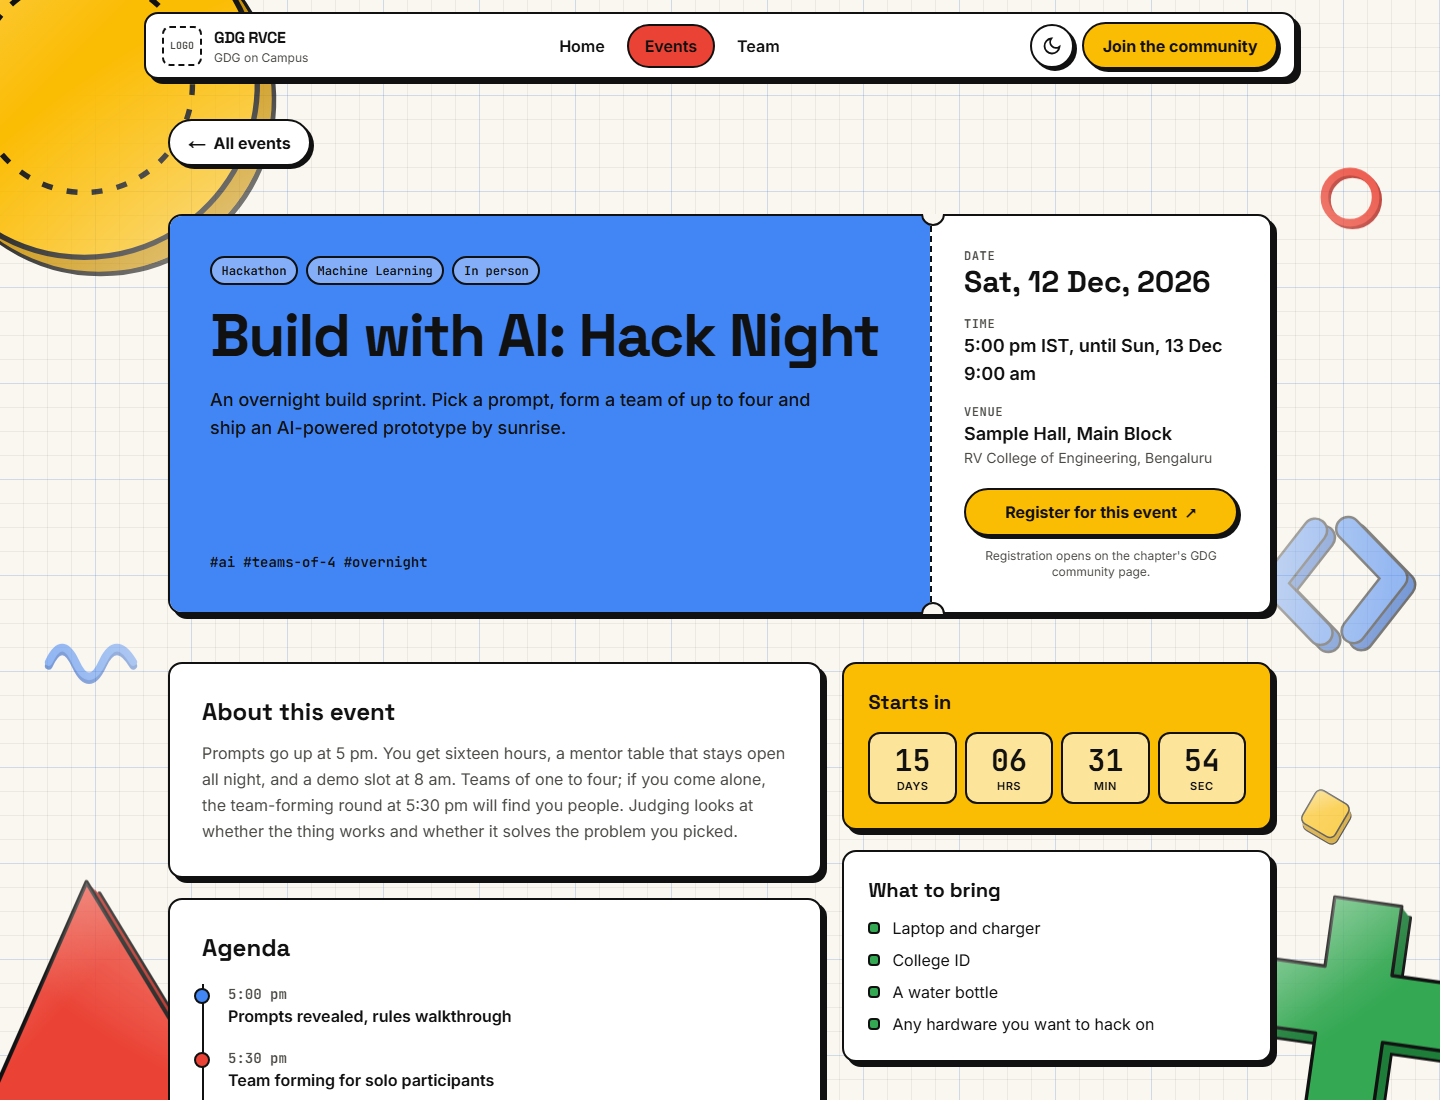 LOGO
GDG RVCE
GDG on Campus
Home
Events
Team
Join the community
← All events
Hackathon
Machine Learning
In person
Build with AI: Hack Night
An overnight build sprint. Pick a prompt, form a team of up to four and
ship an AI-powered prototype by sunrise.
#ai #teams-of-4 #overnight
DATE
Sat, 12 Dec, 2026
TIME
5:00 pm IST, until Sun, 13 Dec
9:00 am
VENUE
Sample Hall, Main Block
RV College of Engineering, Bengaluru
Register for this event ↗
Registration opens on the chapter's GDG
community page.
About this event
Prompts go up at 5 pm. You get sixteen hours, a mentor table that stays open
all night, and a demo slot at 8 am. Teams of one to four; if you come alone,
the team-forming round at 5:30 pm will find you people. Judging looks at
whether the thing works and whether it solves the problem you picked.
Agenda
5:00 pm
Prompts revealed, rules walkthrough
5:30 pm
Team forming for solo participants
Starts in
15 06 31 54
DAYS HRS MIN SEC
What to bring
Laptop and charger
College ID
A water bottle
Any hardware you want to hack on